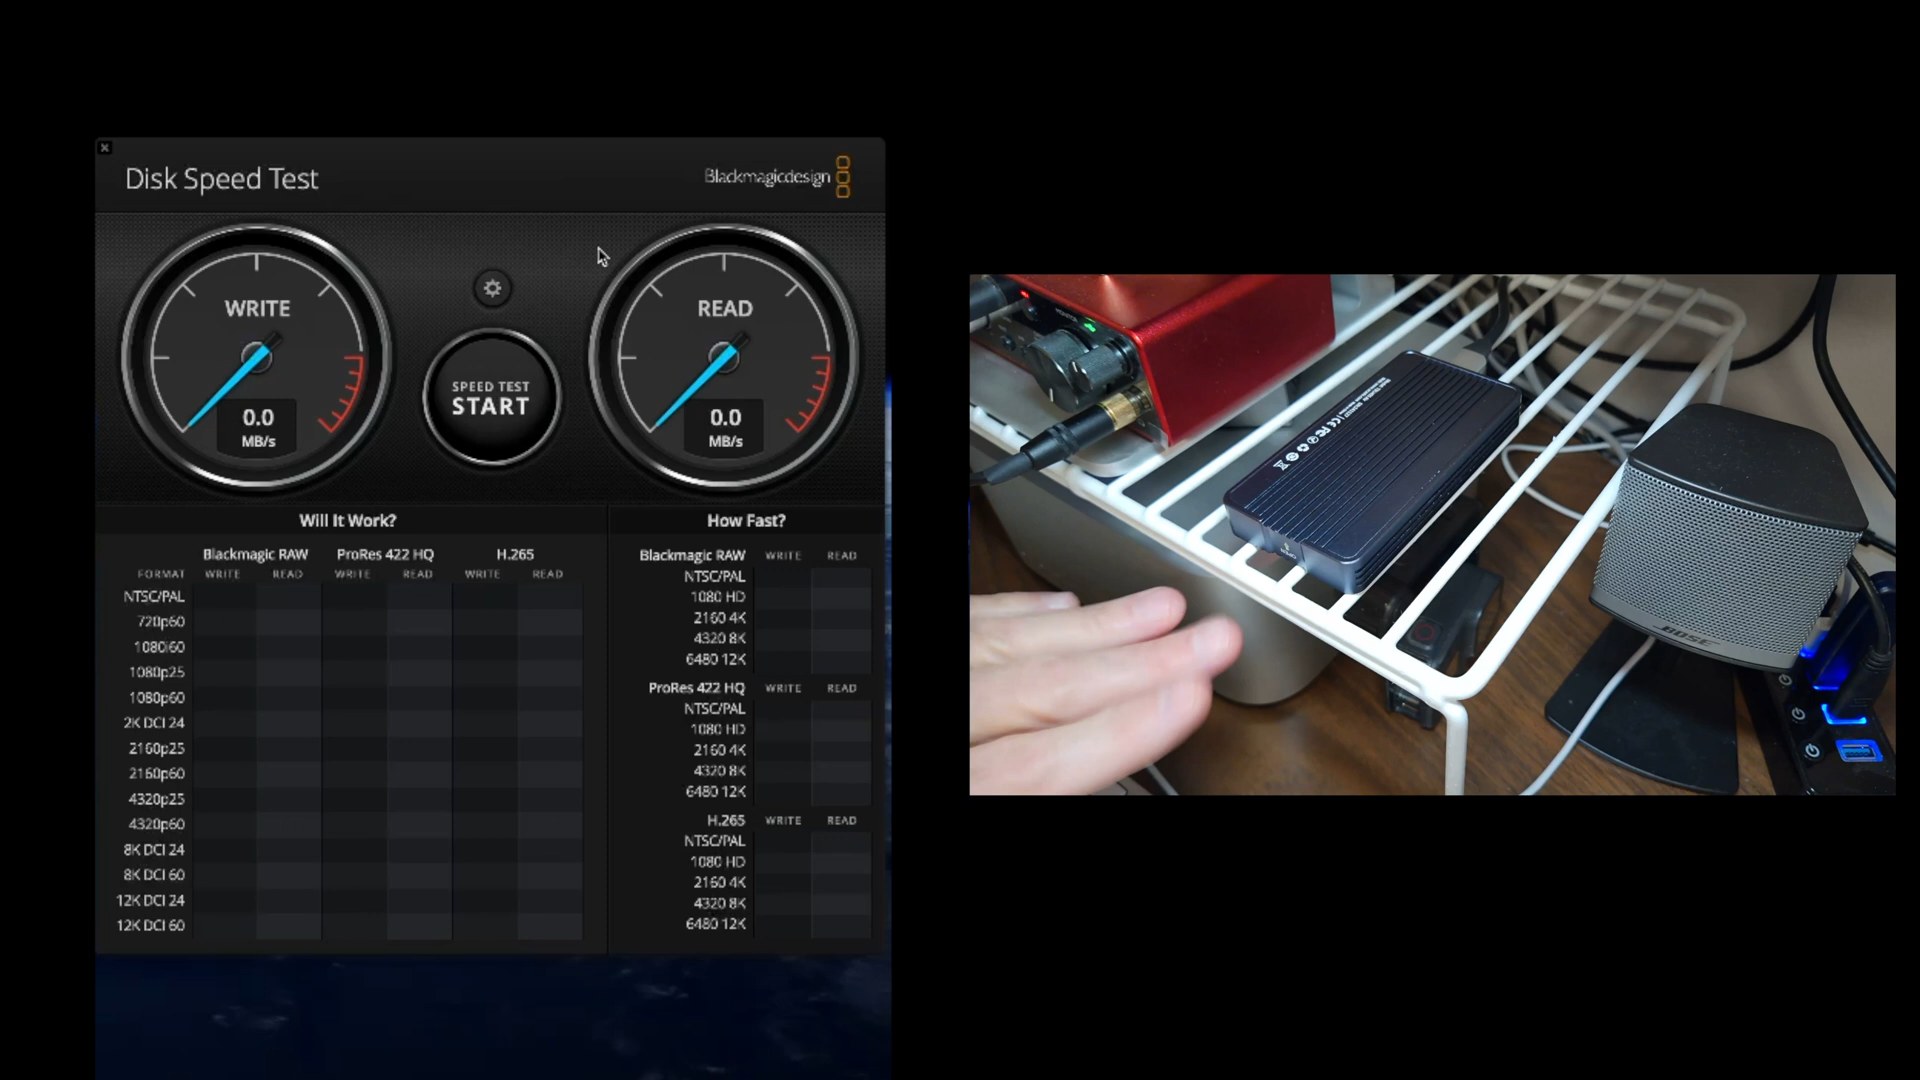 Disk Speed Test
Blackmagicdesign
WRITE
0.0
MB/s
SPEED TEST
START
READ
0.0
MB/s
Will It Work?
Blackmagic RAW ProRes 422 HQ H.265
FORMAT WRITE READ WRITE READ WRITE READ
NTSC/PAL
720p60
1080i60
1080p25
1080p60
2K DCI 24
2160p25
2160p60
4320p25
4320p60
8K DCI 24
8K DCI 60
12K DCI 24
12K DCI 60
How Fast?
Blackmagic RAW WRITE READ
NTSC/PAL
1080 HD
2160 4K
4320 8K
6480 12K
ProRes 422 HQ WRITE READ
NTSC/PAL
1080 HD
2160 4K
4320 8K
6480 12K
H.265 WRITE READ
NTSC/PAL
1080 HD
2160 4K
4320 8K
6480 12K
OPEN
BOSE